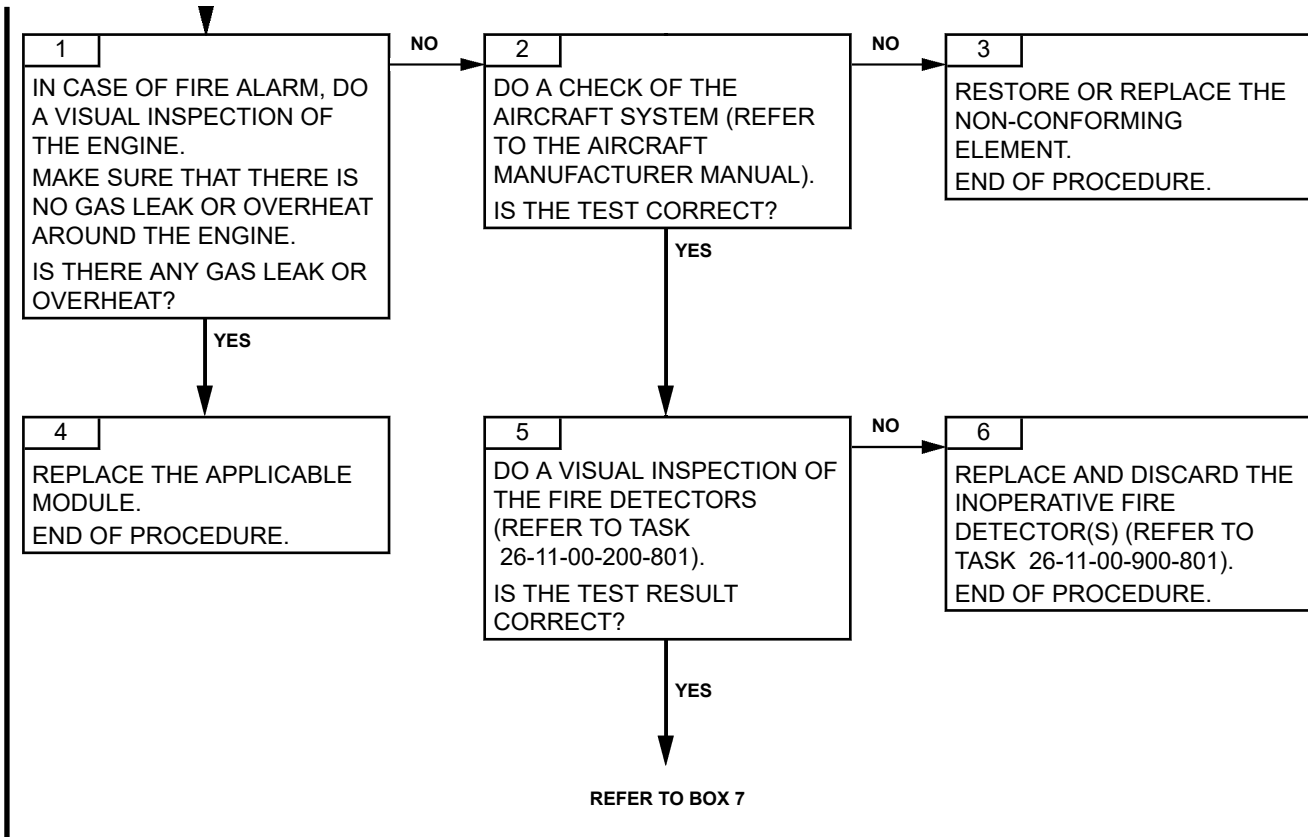 1
IN CASE OF FIRE ALARM, DO
A VISUAL INSPECTION OF
THE ENGINE.
MAKE SURE THAT THERE IS
NO GAS LEAK OR OVERHEAT
AROUND THE ENGINE.
IS THERE ANY GAS LEAK OR
OVERHEAT?
NO
2
DO A CHECK OF THE
AIRCRAFT SYSTEM (REFER
TO THE AIRCRAFT
MANUFACTURER MANUAL).
IS THE TEST CORRECT?
NO
3
RESTORE OR REPLACE THE
NON-CONFORMING
ELEMENT.
END OF PROCEDURE.
YES
YES
4
REPLACE THE APPLICABLE
MODULE.
END OF PROCEDURE.
5
DO A VISUAL INSPECTION OF
THE FIRE DETECTORS
(REFER TO TASK
26-11-00-200-801).
IS THE TEST RESULT
CORRECT?
NO
6
REPLACE AND DISCARD THE
INOPERATIVE FIRE
DETECTOR(S) (REFER TO
TASK 26-11-00-900-801).
END OF PROCEDURE.
YES
REFER TO BOX 7